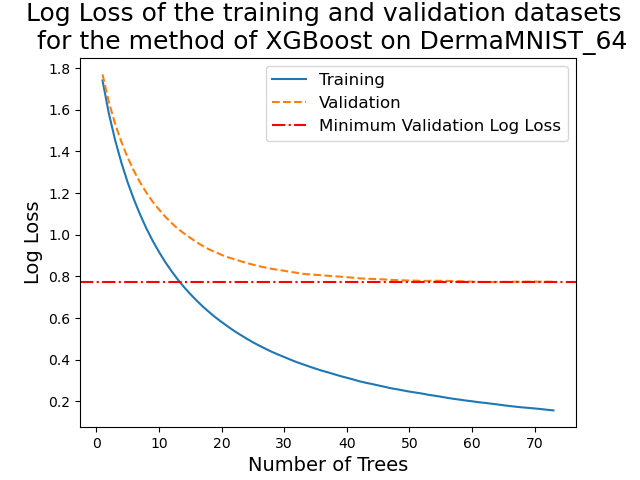 Log Loss of the training and validation datasets
for the method of XGBoost on DermaMNIST_64
Training
Validation
Minimum Validation Log Loss
Log Loss
1.8
1.6
1.4
1.2
1.0
0.8
0.6
0.4
0.2
0 10 20 30 40 50 60 70
Number of Trees